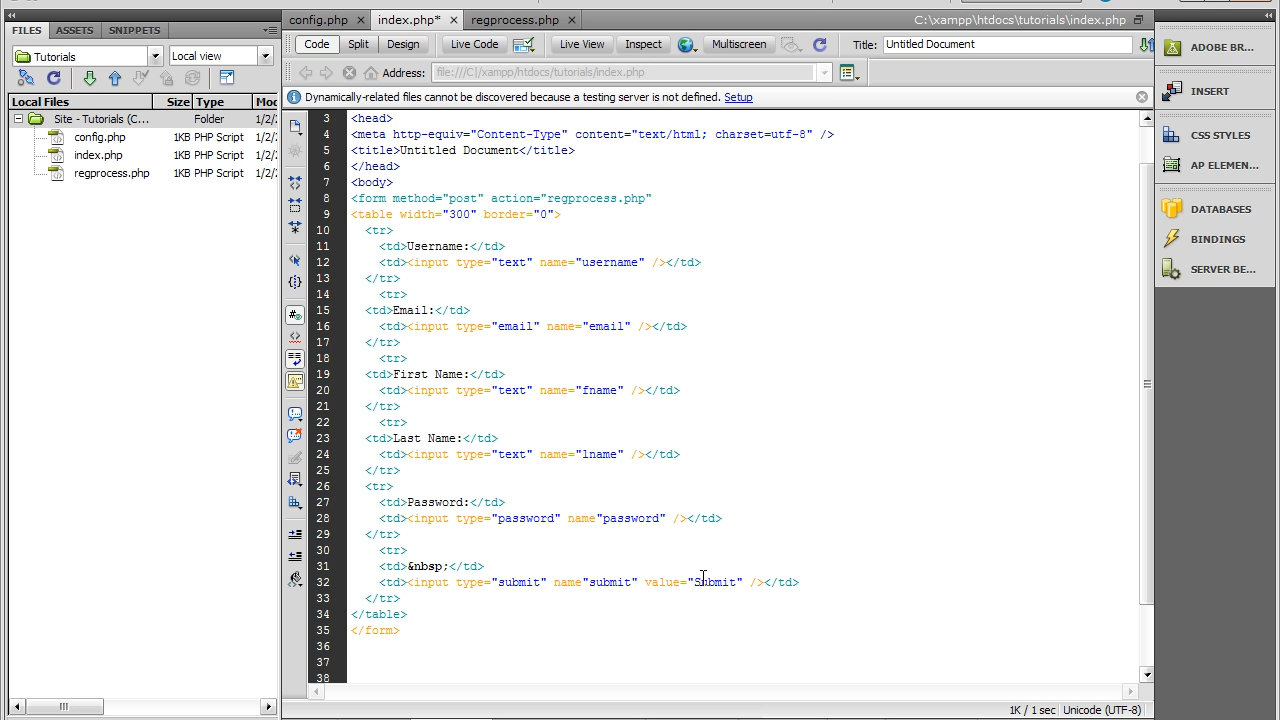 config.php
index.php*
regprocess.php
C:\xampp\htdocs\tutorials\index.php
FILES ASSETS SNIPPETS
Code Split Design Live Code Live View Inspect Multiscreen Title: Untitled Document
Tutorials Local view
Address: file:///C|/xampp/htdocs/tutorials/index.php
Dynamically-related files cannot be discovered because a testing server is not defined. Setup
Local Files Size Type Moc
Site - Tutorials (C... Folder 1/2/
config.php 1KB PHP Script 1/2/
index.php 1KB PHP Script 1/2/
regprocess.php 1KB PHP Script 1/2/
3 <head>
4 <meta http-equiv="Content-Type" content="text/html; charset=utf-8" />
5 <title>Untitled Document</title>
6 </head>
7 <body>
8 <form method="post" action="regprocess.php"
9 <table width="300" border="0">
10 <tr>
11 <td>Username:</td>
12 <td><input type="text" name="username" /></td>
13 </tr>
14 <tr>
15 <td>Email:</td>
16 <td><input type="email" name="email" /></td>
17 </tr>
18 <tr>
19 <td>First Name:</td>
20 <td><input type="text" name="fname" /></td>
21 </tr>
22 <tr>
23 <td>Last Name:</td>
24 <td><input type="text" name="lname" /></td>
25 </tr>
26 <tr>
27 <td>Password:</td>
28 <td><input type="password" name"password" /></td>
29 </tr>
30 <tr>
31 <td>&nbsp;</td>
32 <td><input type="submit" name"submit" value="Submit" /></td>
33 </tr>
34 </table>
35 </form>
36
37
38
1K / 1 sec Unicode (UTF-8)
ADOBE BR...
INSERT
CSS STYLES
AP ELEMEN...
DATABASES
BINDINGS
SERVER BE...